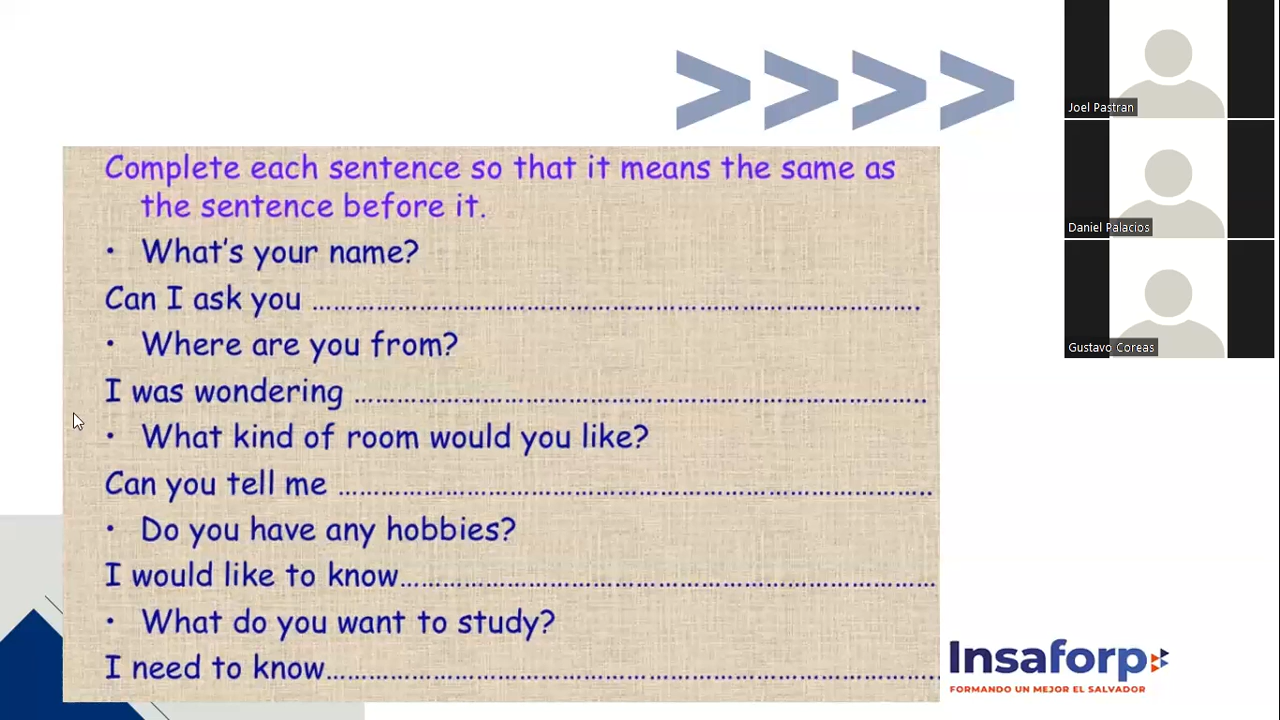 >>>>
Complete each sentence so that it means the same as
the sentence before it.
• What's your name?
Can I ask you ………………………………………………………………………….
• Where are you from?
I was wondering ……………………………………………………………………..
• What kind of room would you like?
Can you tell me ………………………………………………………………………..
• Do you have any hobbies?
I would like to know…………………………………………………………………
• What do you want to study?
I need to know……………………………………………………………………………
Joel Pastran
Daniel Palacios
Gustavo Coreas
Insaforp
FORMANDO UN MEJOR EL SALVADOR